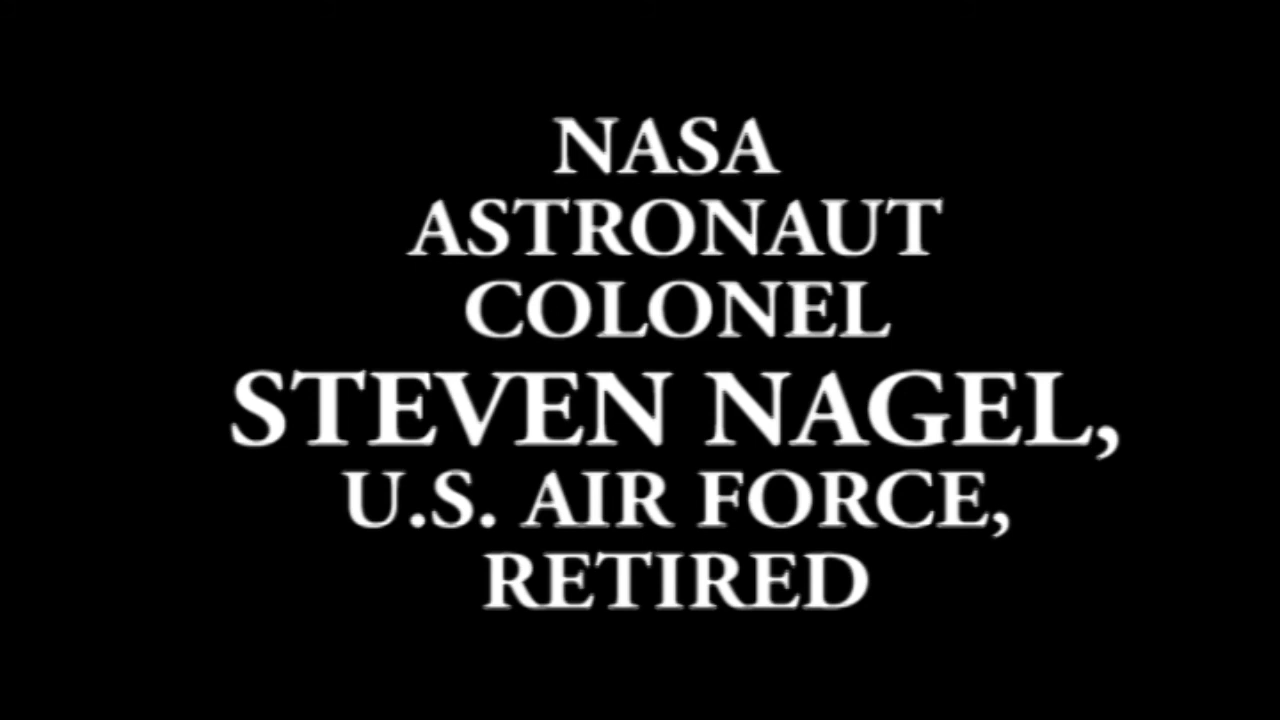 NASA
ASTRONAUT
COLONEL
STEVEN NAGEL,
U.S. AIR FORCE,
RETIRED